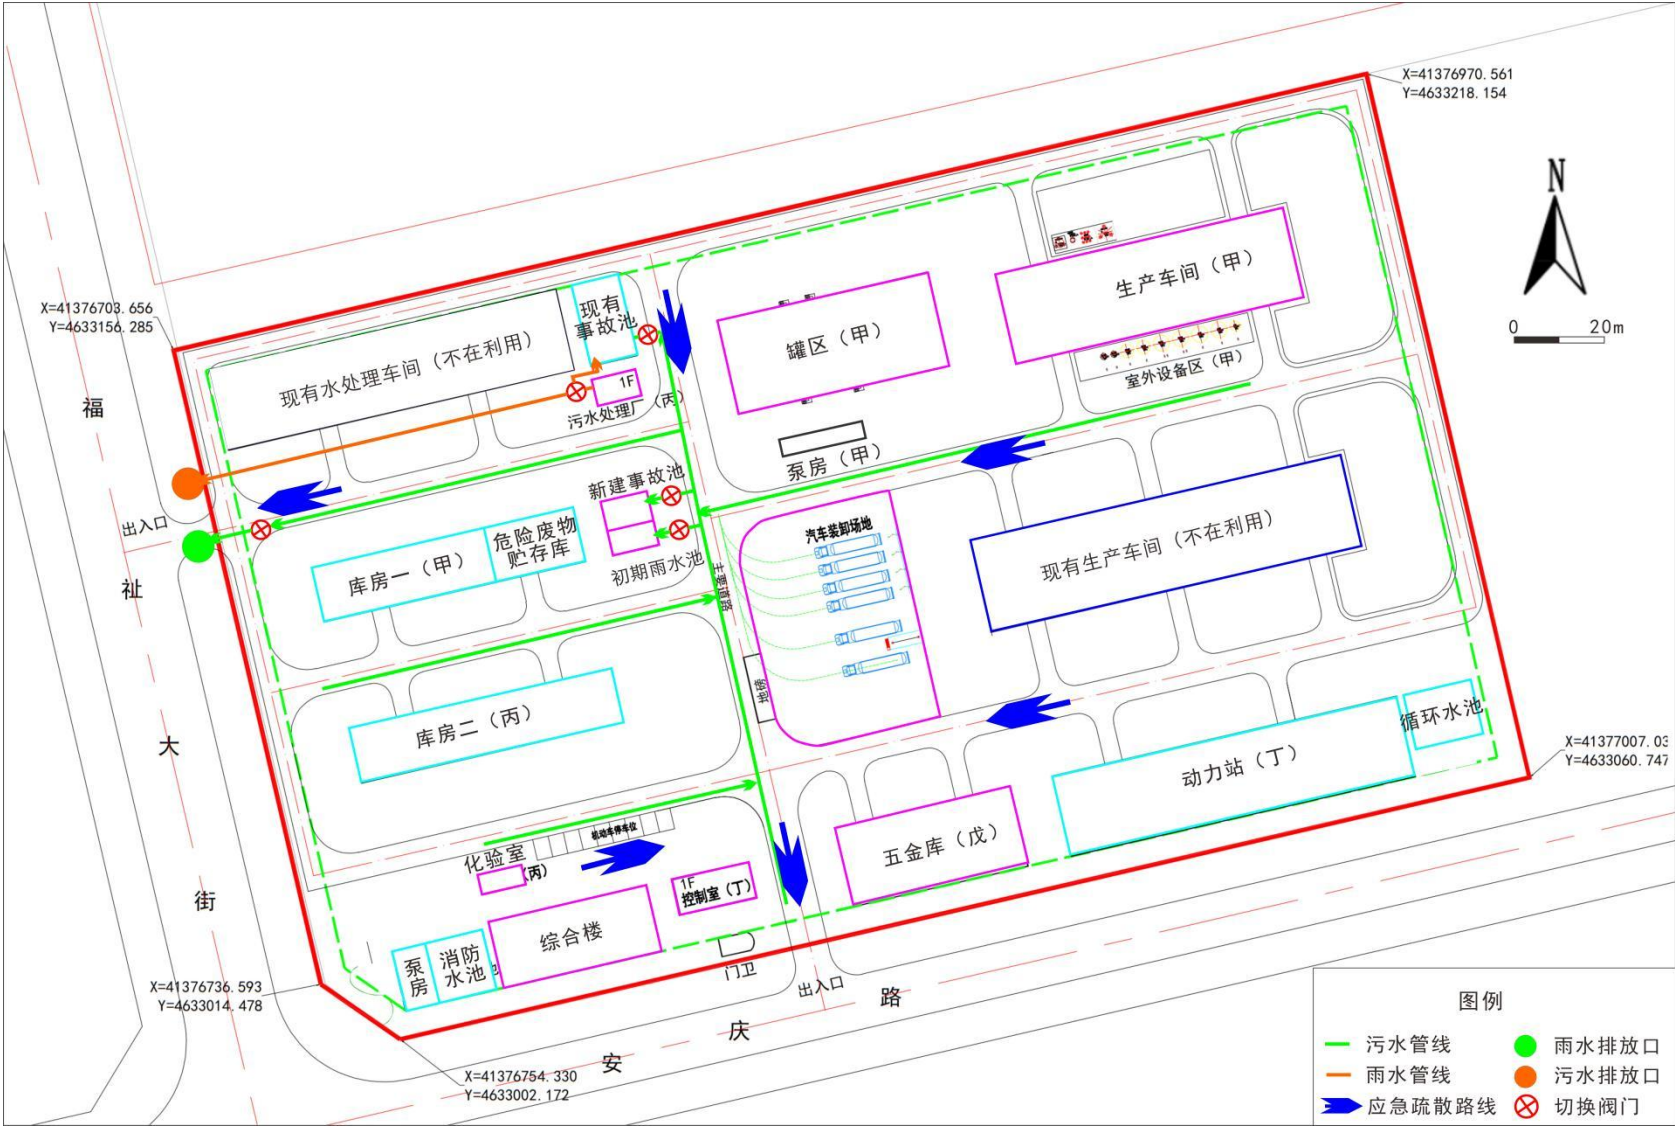 X=41376970.561
Y=4633218.154
N
0 20m
X=41376703.656
Y=4633156.285
现有
事故池
现有水处理车间（不在利用）
1F
污水处理厂（丙）
罐区（甲）
生产车间（甲）
室外设备区（甲）
泵房（甲）
福
祉
大
街
出入口
新建事故池
初期雨水池
库房一（甲）
危险废物
贮存库
汽车装卸场地
主要道路
地磅
现有生产车间（不在利用）
库房二（丙）
循环水池
动力站（丁）
X=41377007.03
Y=4633060.747
五金库（戊）
机动车停车位
化验室
（丙）
1F
控制室（丁）
综合楼
泵房
消防
水池
门卫
出入口
X=41376736.593
Y=4633014.478
X=41376754.330
Y=4633002.172
安
庆
路
图例
污水管线
雨水排放口
雨水管线
污水排放口
应急疏散路线
切换阀门